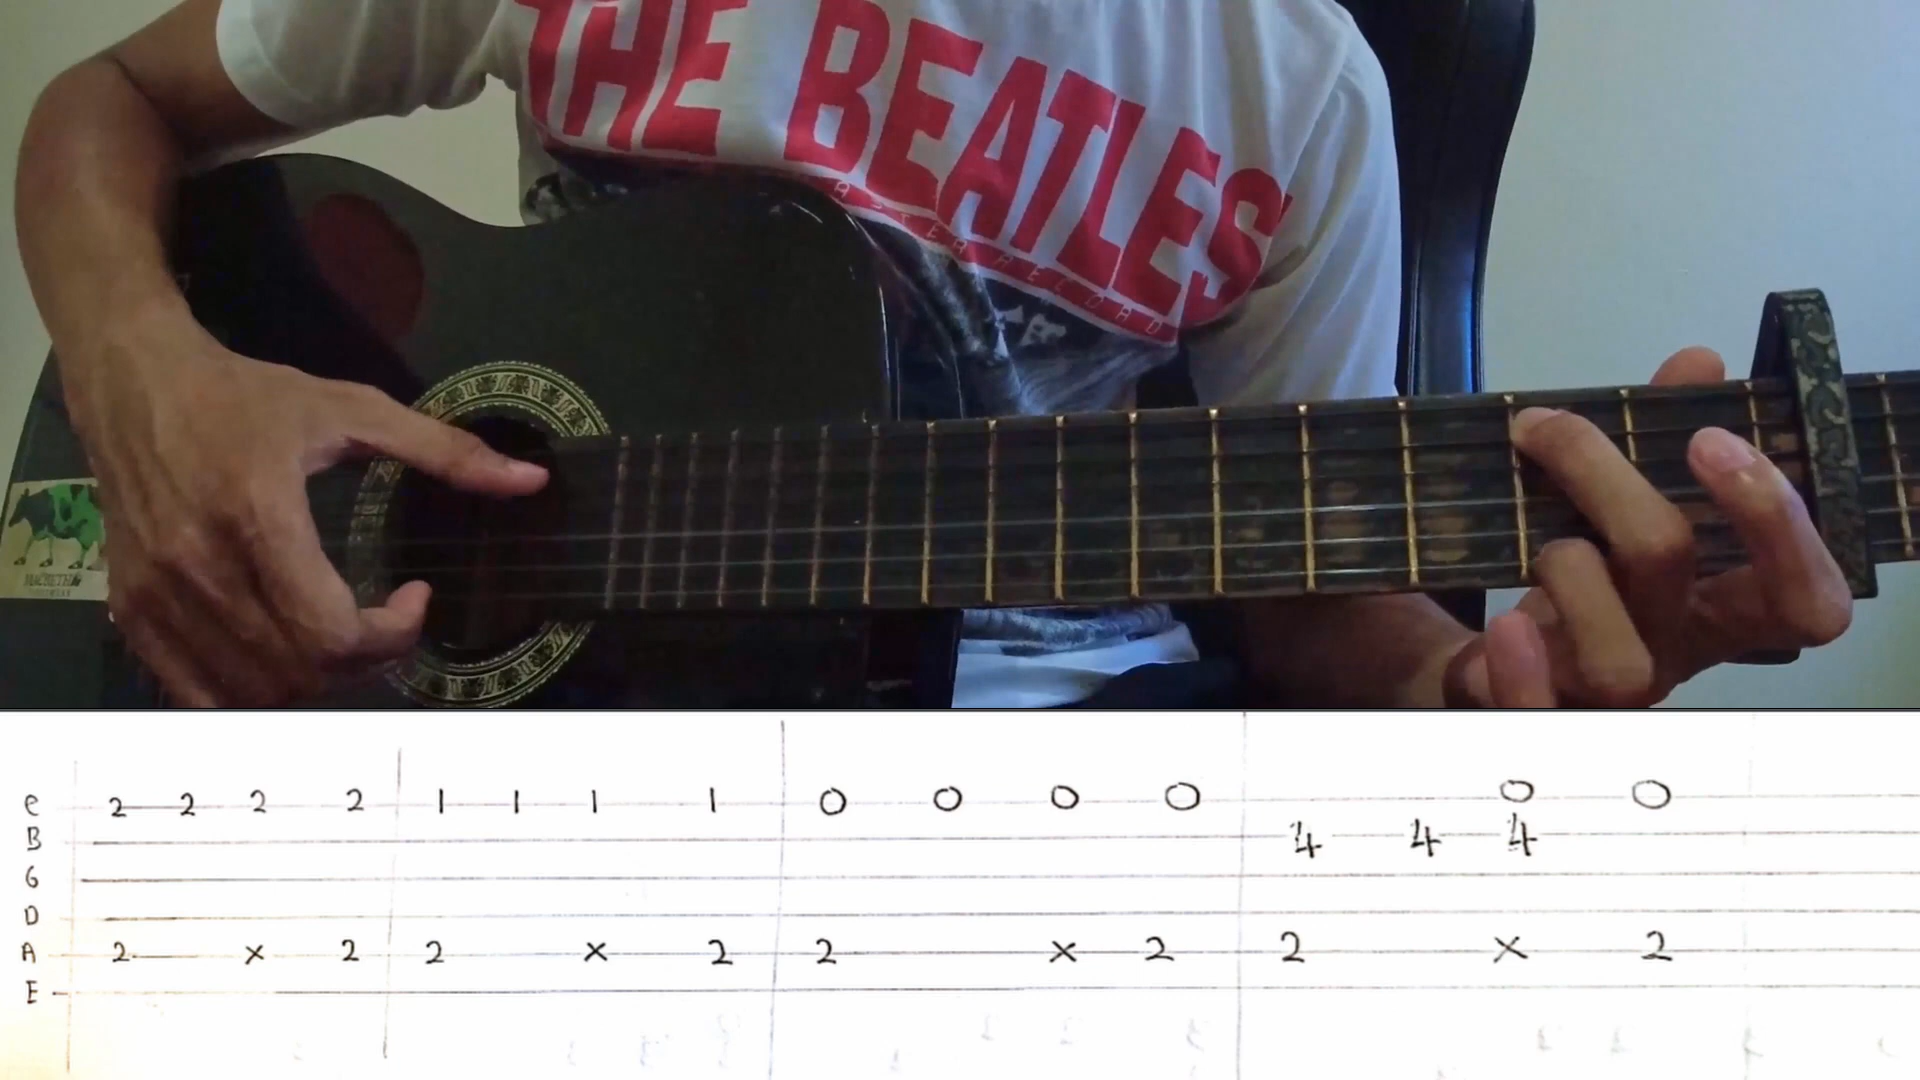 THE BEATLES
A - T E R R E C O R D
MACBETH
e 2 2 2 2 1 1 1 1 0 0 0 0 0 0
B 4 4 4
G
D
A 2 x 2 2 x 2 2 x 2 2 x 2
E